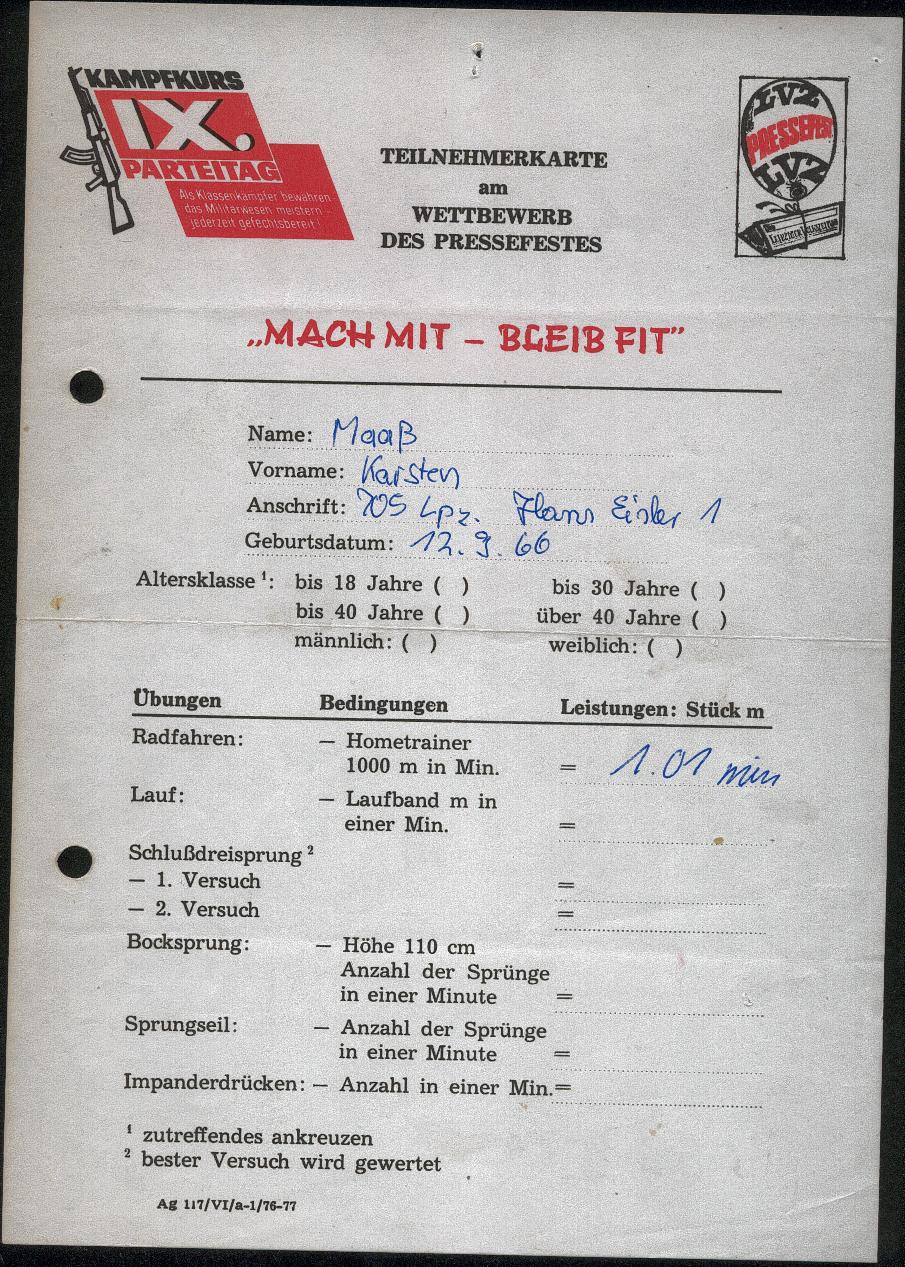 KAMPFKURS
IX.
PARTEITAG
Als Klassenkämpfer bewähren
das Militärwesen meistern
jederzeit gefechtsbereit!
LVZ
PRESSEFEST
LVZ
TEILNEHMERKARTE
am
WETTBEWERB
DES PRESSEFESTES
„MACH MIT – BLEIB FIT”
Name: Maaß
Vorname: Karsten
Anschrift: 705 Lpz. Hans Eisler 1
Geburtsdatum: 12.9.66
Altersklasse ¹: bis 18 Jahre ( ) bis 30 Jahre ( )
bis 40 Jahre ( ) über 40 Jahre ( )
männlich: ( ) weiblich: ( )
Übungen Bedingungen Leistungen: Stück m
Radfahren: — Hometrainer
1000 m in Min. = 1.01 min
Lauf: — Laufband m in
einer Min. =
Schlußdreisprung ²
— 1. Versuch =
— 2. Versuch =
Bocksprung: — Höhe 110 cm
Anzahl der Sprünge
in einer Minute =
Sprungseil: — Anzahl der Sprünge
in einer Minute =
Impanderdrücken: — Anzahl in einer Min. =
¹ zutreffendes ankreuzen
² bester Versuch wird gewertet
Ag 117/VI/a-1/76-77